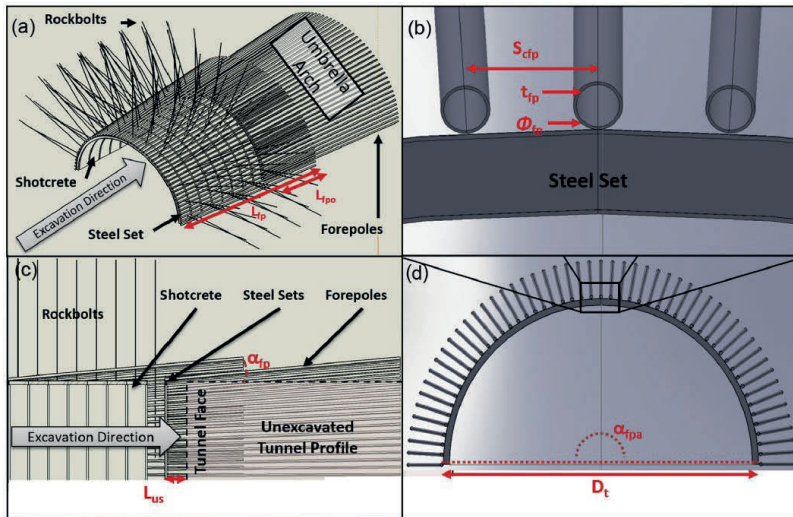 (a)
Rockbolts
Umbrella
Arch
Shotcrete
Excavation Direction
Steel Set
L_fp
L_fpo
Forepoles
(b)
S_cfp
t_fp
Φ_fp
Steel Set
(c)
Rockbolts
Shotcrete
Steel Sets
Forepoles
α_fp
Excavation Direction
Tunnel Face
Unexcavated
Tunnel Profile
L_us
(d)
α_fpa
D_t